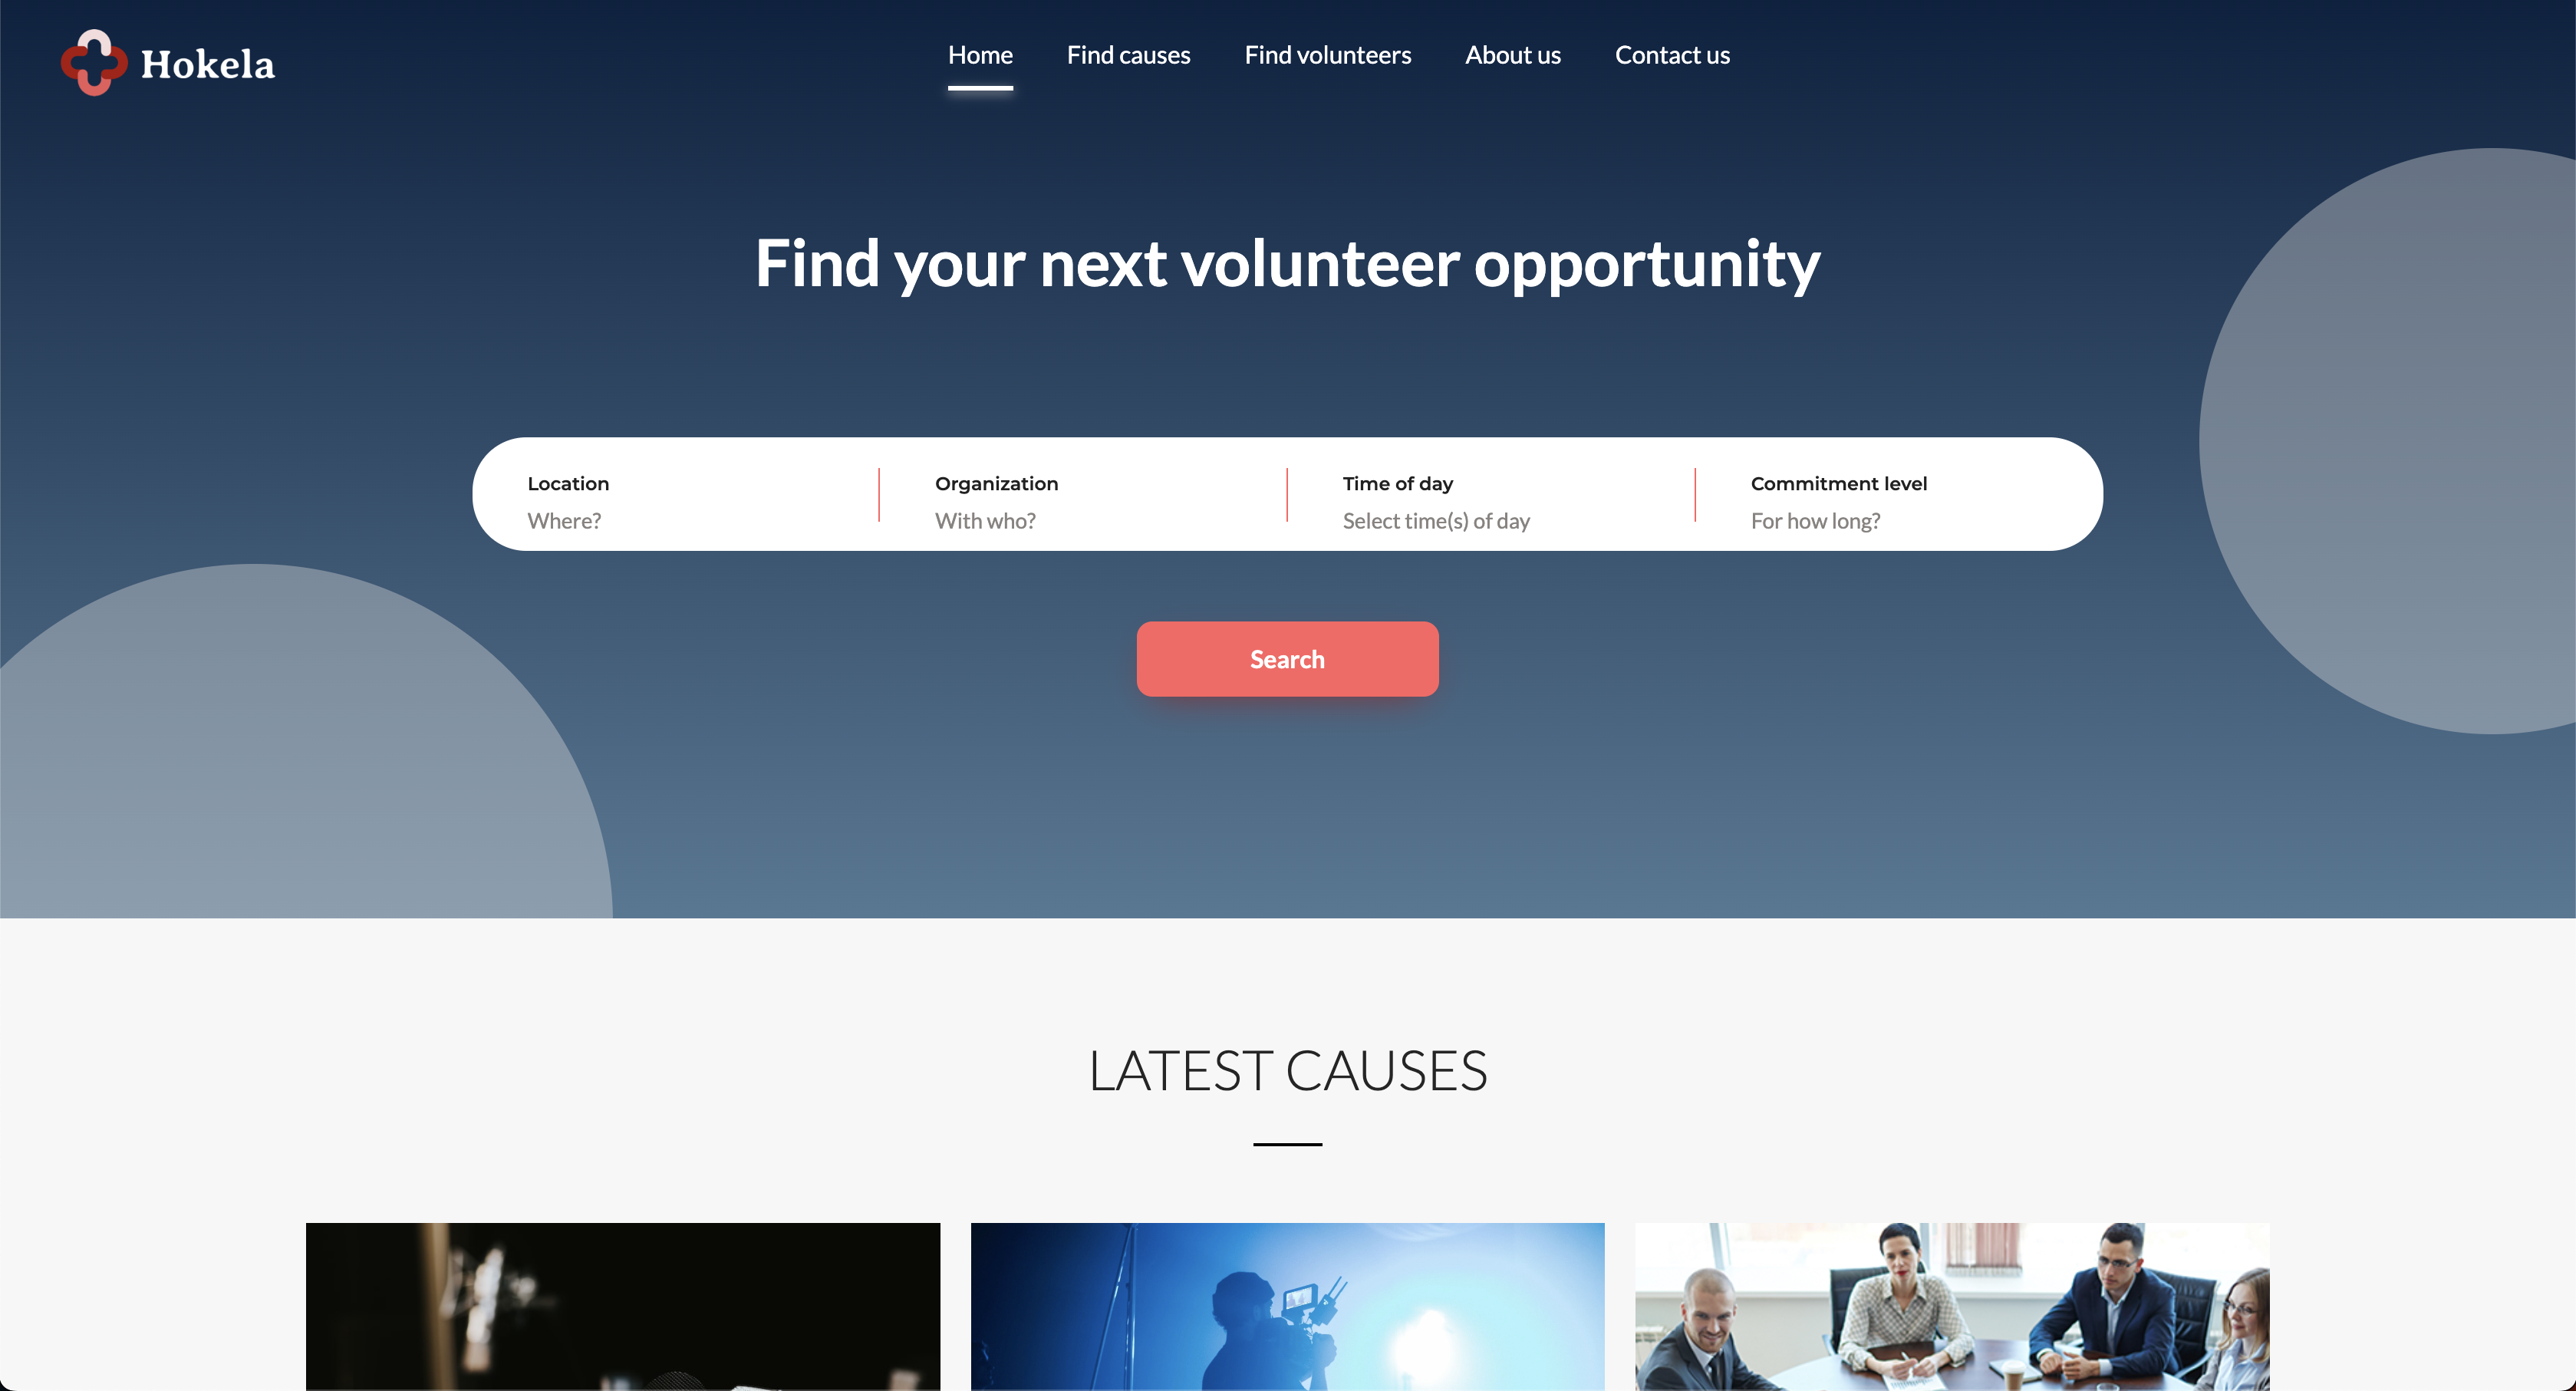 Hokela
Home Find causes Find volunteers About us Contact us
Find your next volunteer opportunity
Location Organization Time of day Commitment level
Where? With who? Select time(s) of day For how long?
Search
LATEST CAUSES